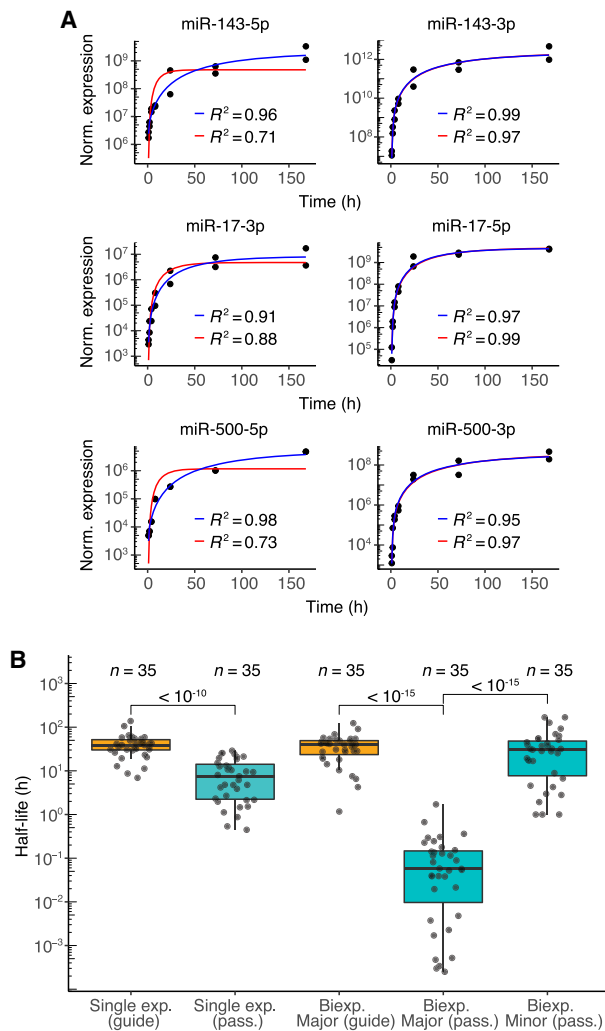 A
miR-143-5p
miR-143-3p
Norm. expression
10⁹
10⁸
10⁷
10⁶
R² = 0.96
R² = 0.71
0 50 100 150
Time (h)
10¹²
10¹⁰
10⁸
R² = 0.99
R² = 0.97
0 50 100 150
Time (h)
miR-17-3p
miR-17-5p
Norm. expression
10⁷
10⁶
10⁵
10⁴
10³
R² = 0.91
R² = 0.88
0 50 100 150
Time (h)
10⁹
10⁸
10⁷
10⁶
10⁵
R² = 0.97
R² = 0.99
0 50 100 150
Time (h)
miR-500-5p
miR-500-3p
Norm. expression
10⁶
10⁵
10⁴
10³
R² = 0.98
R² = 0.73
0 50 100 150
Time (h)
10⁸
10⁶
10⁴
R² = 0.95
R² = 0.97
0 50 100 150
Time (h)
B
n = 35 n = 35 n = 35 n = 35 n = 35
< 10⁻¹⁰ < 10⁻¹⁵ < 10⁻¹⁵
Half-life (h)
10³
10²
10¹
10⁰
10⁻¹
10⁻²
10⁻³
Single exp. (guide)
Single exp. (pass.)
Biexp. Major (guide)
Biexp. Major (pass.)
Biexp. Minor (pass.)